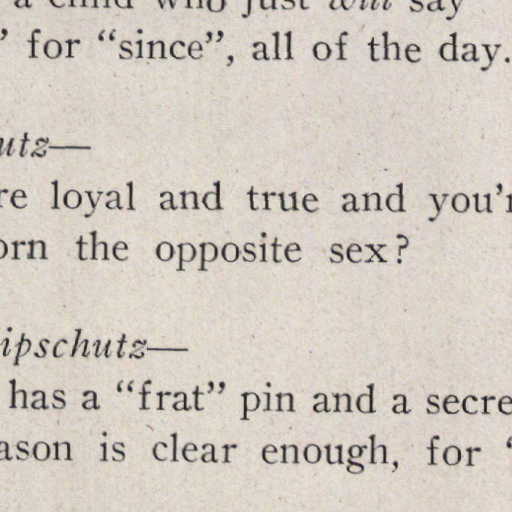 a child who just will say
” for “since”, all of the day.
utz—
re loyal and true and you’r
orn the opposite sex?
ipschutz—
has a “frat” pin and a secre
ason is clear enough, for “